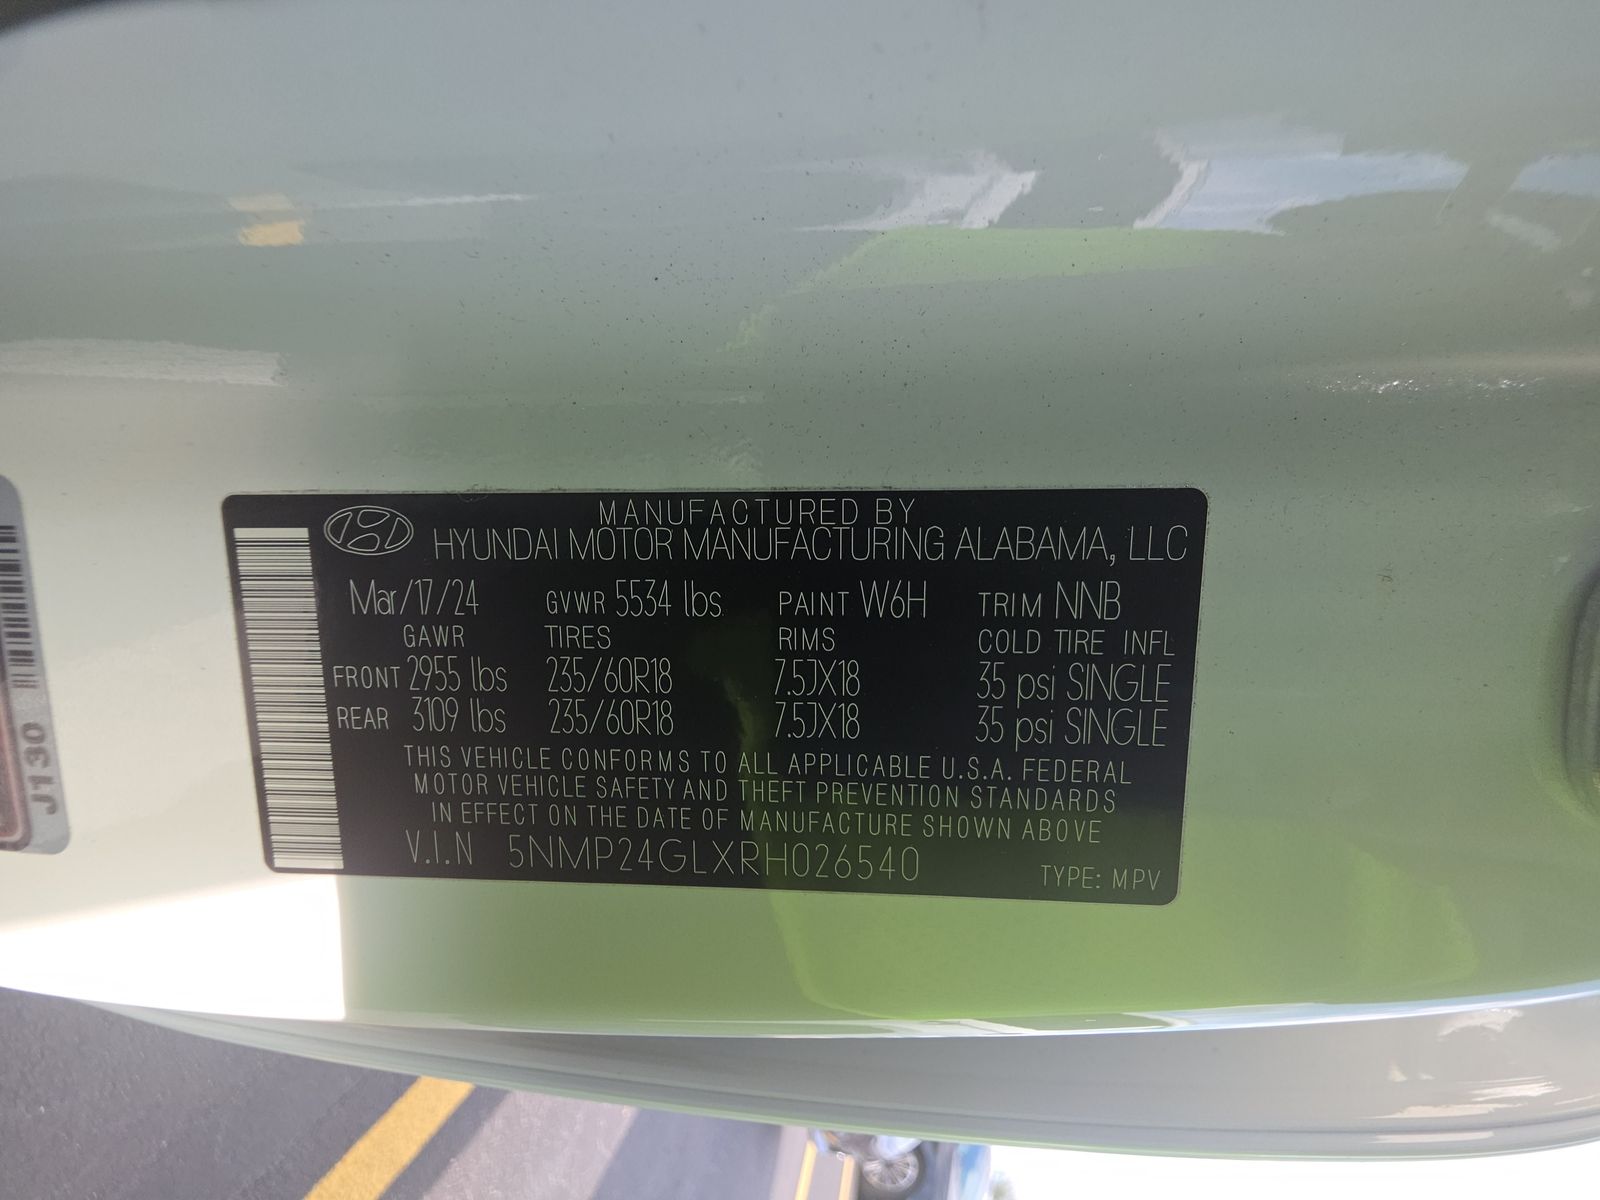 MANUFACTURED BY
HYUNDAI MOTOR MANUFACTURING ALABAMA, LLC
Mar/17/24 GVWR 5534 lbs PAINT W6H TRIM NNB
GAWR TIRES RIMS COLD TIRE INFL
FRONT 2955 lbs 235/60R18 7.5JX18 35 psi SINGLE
REAR 3109 lbs 235/60R18 7.5JX18 35 psi SINGLE
THIS VEHICLE CONFORMS TO ALL APPLICABLE U.S.A. FEDERAL
MOTOR VEHICLE SAFETY AND THEFT PREVENTION STANDARDS
IN EFFECT ON THE DATE OF MANUFACTURE SHOWN ABOVE
V.I.N 5NMP24GLXRH026540 TYPE: MPV
J130